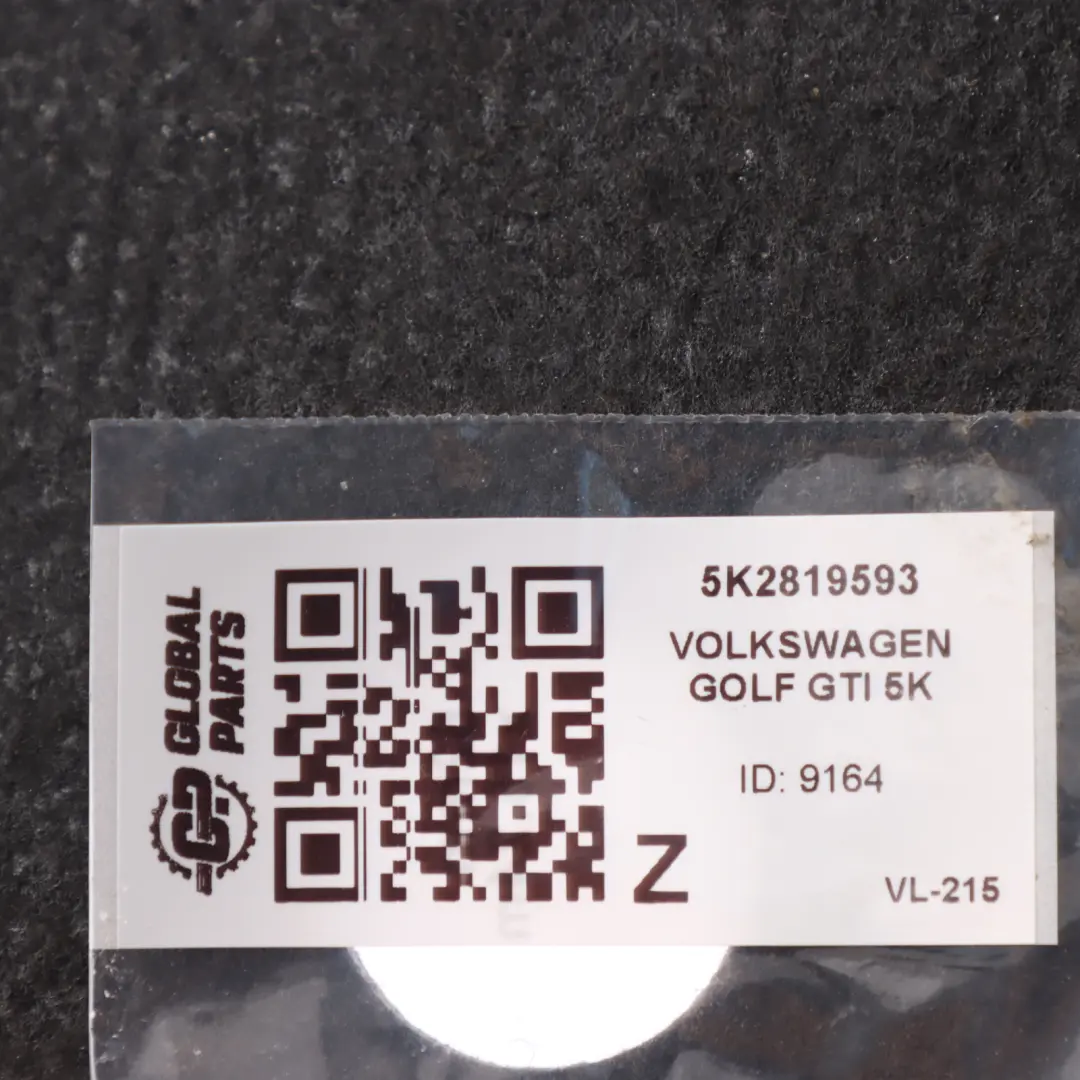 GLOBAL
PARTS
5K2819593
VOLKSWAGEN
GOLF GTI 5K
ID: 9164
Z
VL-215